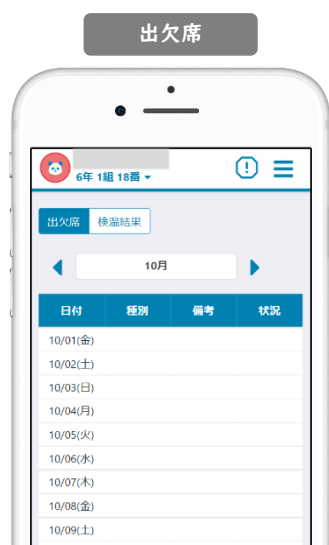 出欠席
6年 1組 18番
出欠席 検温結果
10月
日付 種別 備考 状況
10/01(金)
10/02(土)
10/03(日)
10/04(月)
10/05(火)
10/06(水)
10/07(木)
10/08(金)
10/09(土)